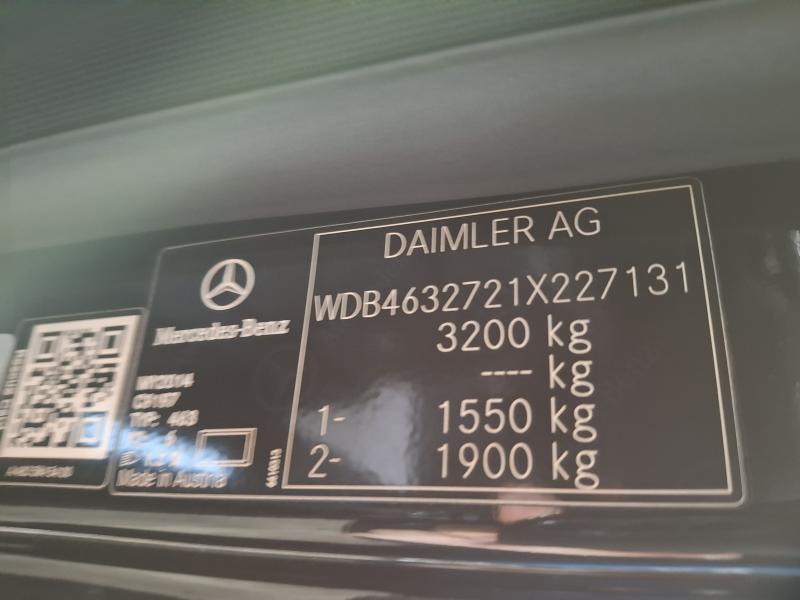 DAIMLER AG
WDB4632721X227131
3200 kg
---- kg
1- 1550 kg
2- 1900 kg
Mercedes-Benz
Made in Austria